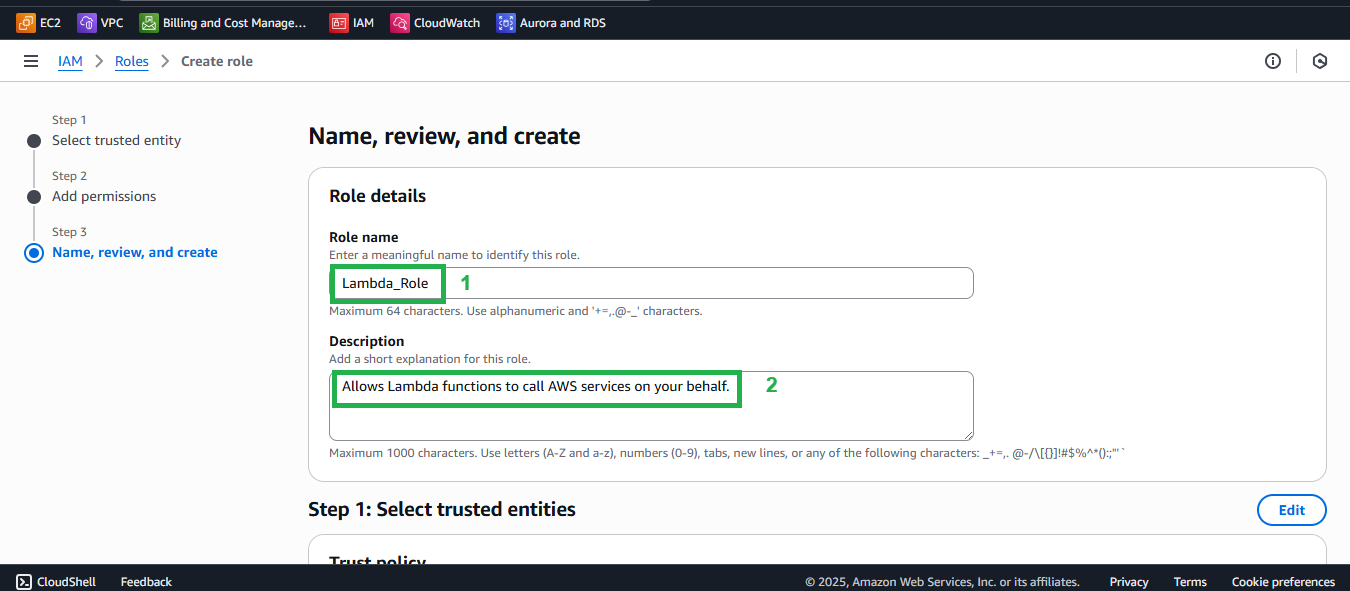 EC2 VPC Billing and Cost Manage... IAM CloudWatch Aurora and RDS
IAM Roles Create role
Step 1
Select trusted entity
Step 2
Add permissions
Step 3
Name, review, and create
Name, review, and create
Role details
Role name
Enter a meaningful name to identify this role.
Lambda_Role 1
Maximum 64 characters. Use alphanumeric and '+=,.@-_' characters.
Description
Add a short explanation for this role.
Allows Lambda functions to call AWS services on your behalf. 2
Maximum 1000 characters. Use letters (A-Z and a-z), numbers (0-9), tabs, new lines, or any of the following characters: _+=,. @-/\[{}]!#$%^*();:"'`
Step 1: Select trusted entities Edit
Trust policy
CloudShell Feedback © 2025, Amazon Web Services, Inc. or its affiliates. Privacy Terms Cookie preferences